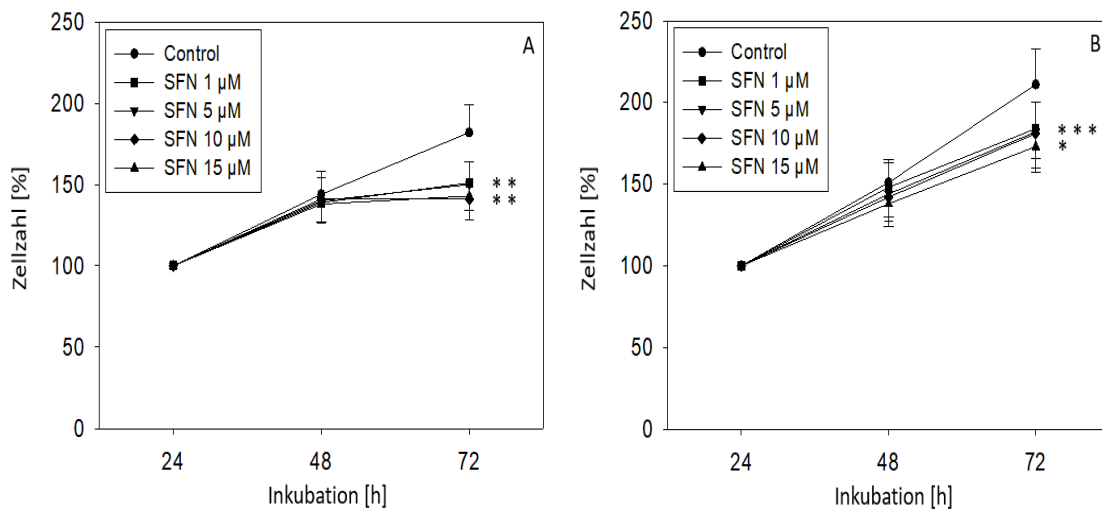 A
Control
SFN 1 µM
SFN 5 µM
SFN 10 µM
SFN 15 µM
250
200
150
100
50
0
Zellzahl [%]
* *
* *
24 48 72
Inkubation [h]
B
Control
SFN 1 µM
SFN 5 µM
SFN 10 µM
SFN 15 µM
250
200
150
100
50
0
Zellzahl [%]
* * *
*
24 48 72
Inkubation [h]